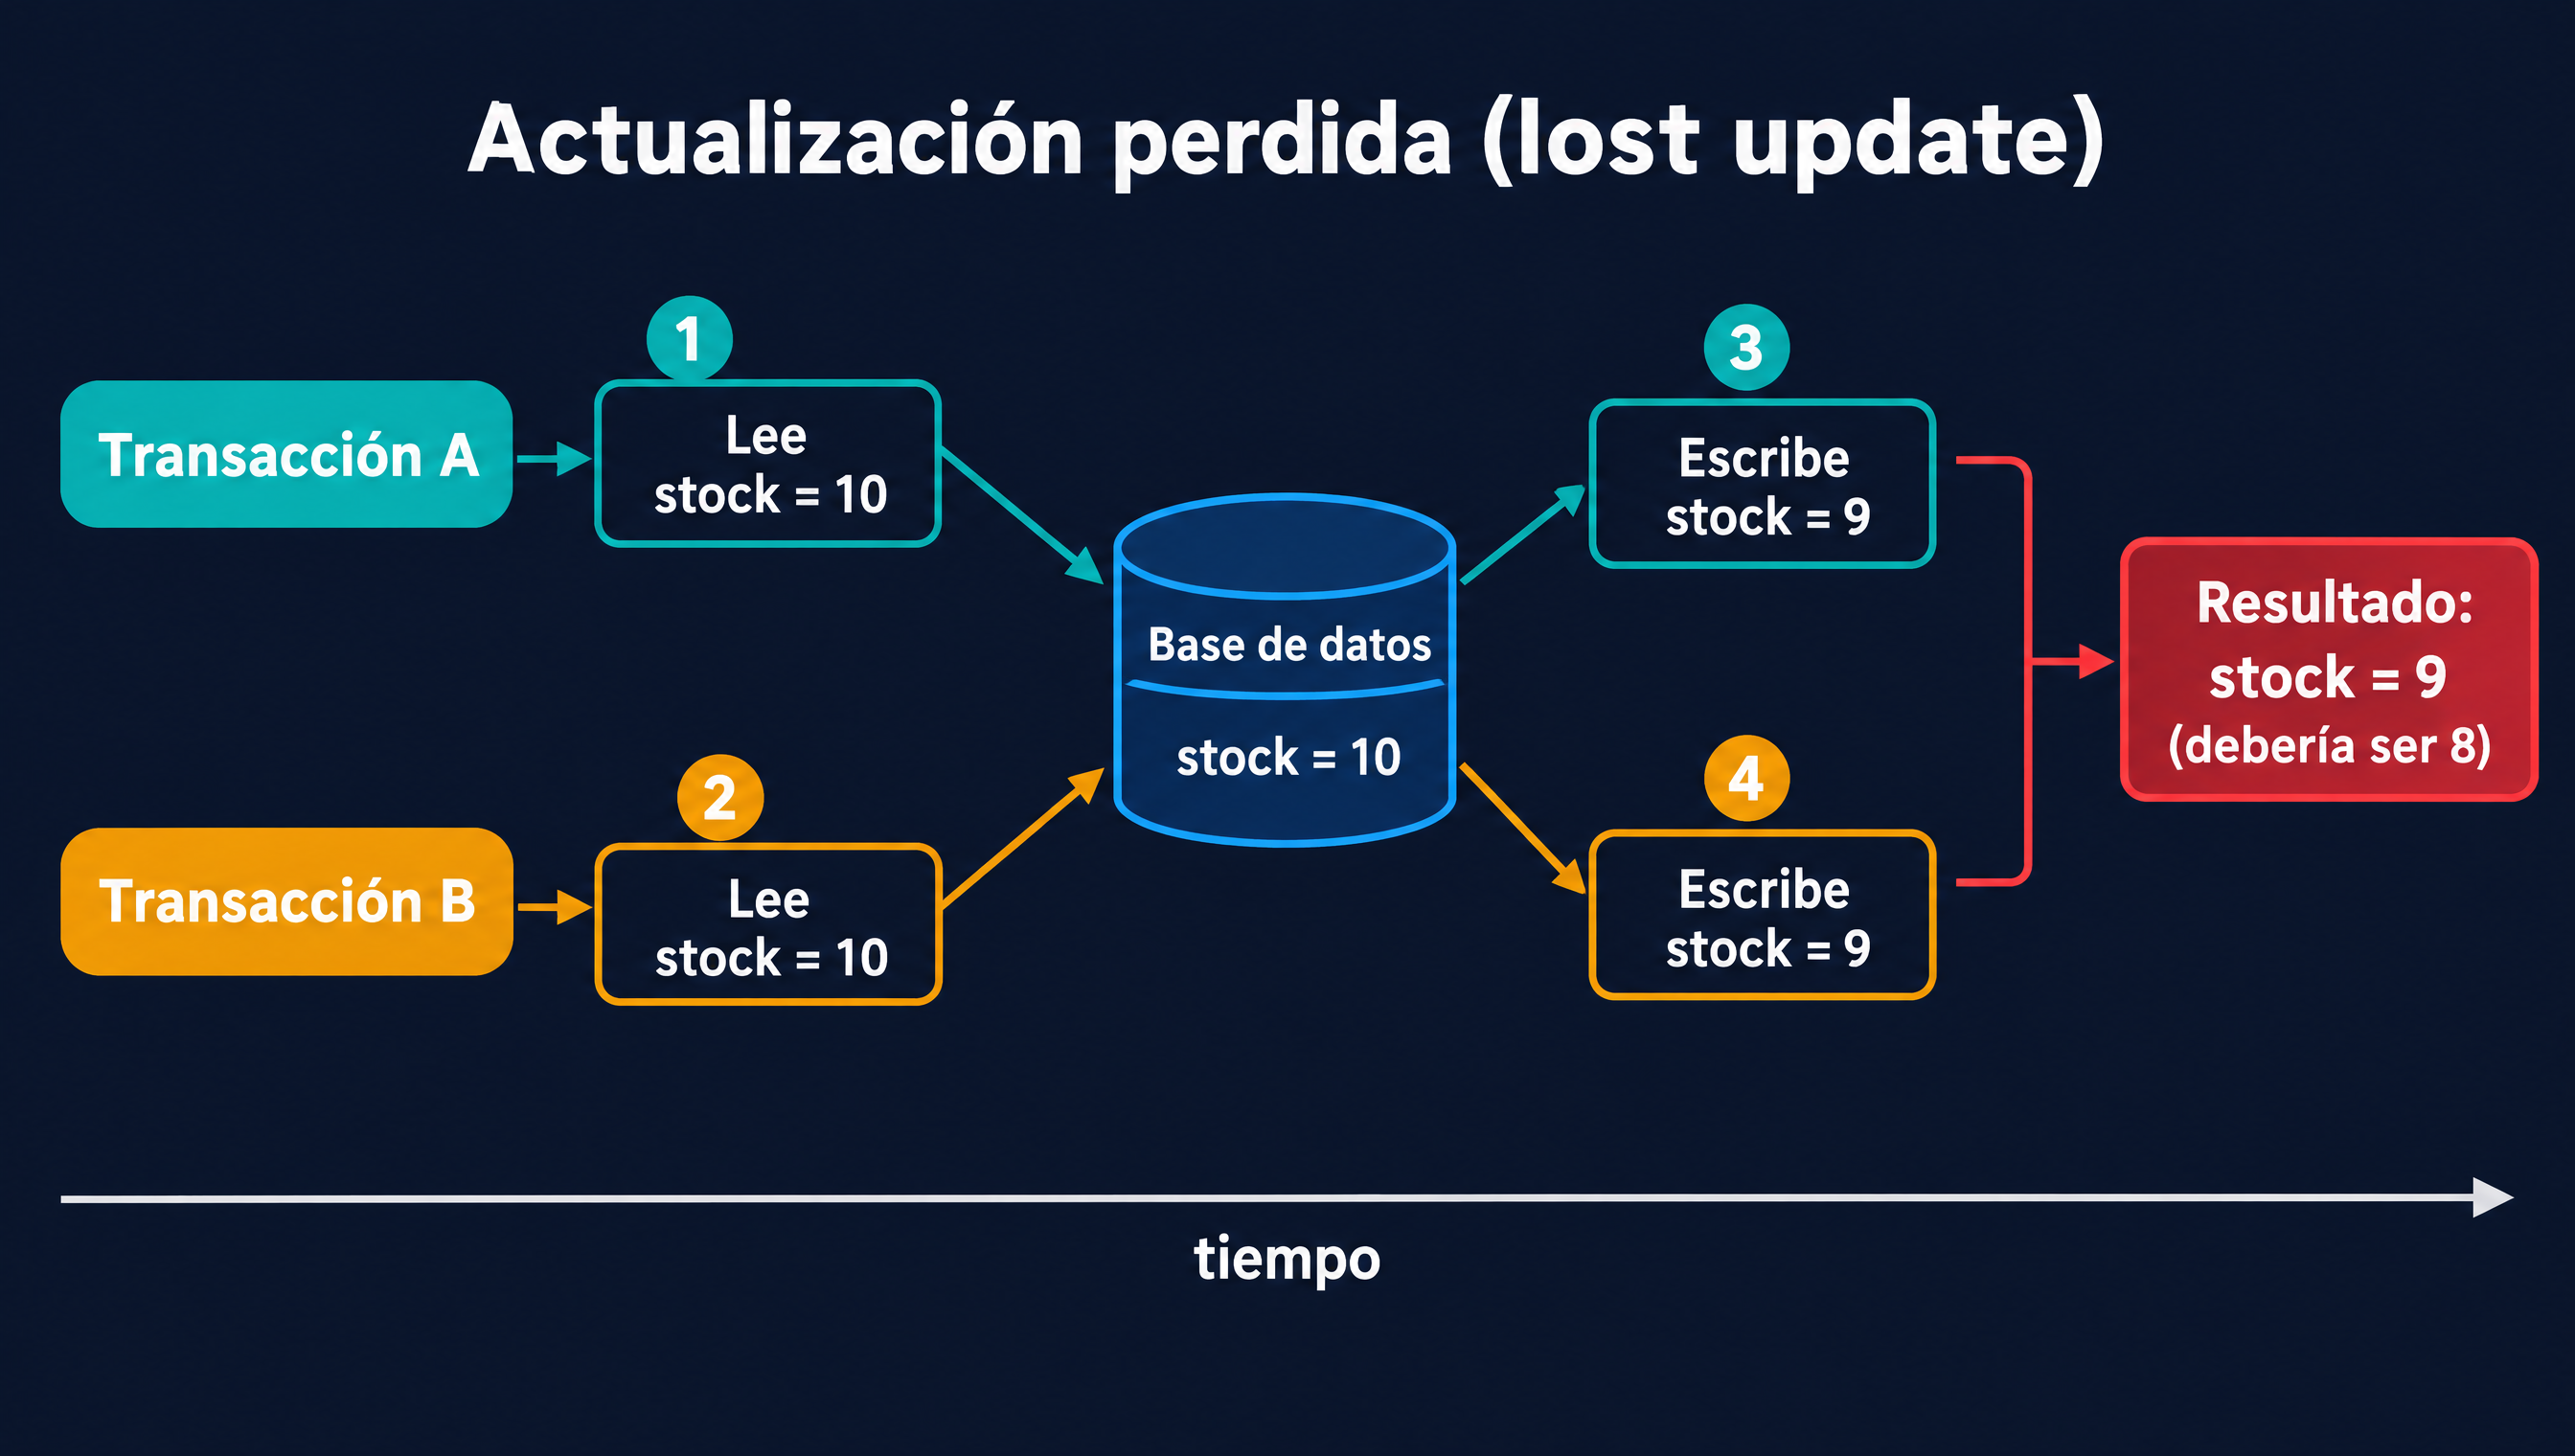 Actualización perdida (lost update)
1
Transacción A
Lee
stock = 10
2
Transacción B
Lee
stock = 10
Base de datos
stock = 10
3
Escribe
stock = 9
4
Escribe
stock = 9
Resultado:
stock = 9
(debería ser 8)
tiempo